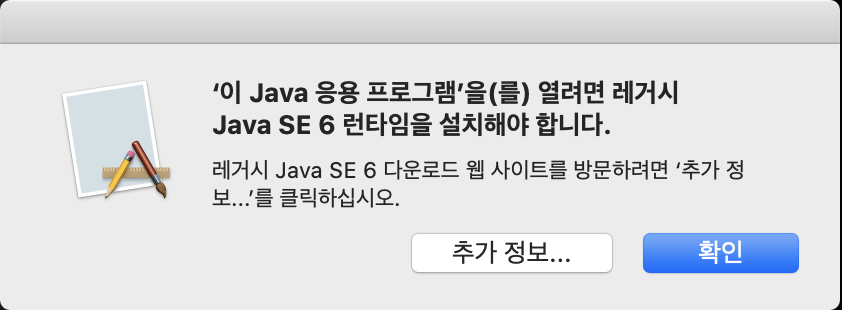 ‘이 Java 응용 프로그램’을(를) 열려면 레거시
Java SE 6 런타임을 설치해야 합니다.
레거시 Java SE 6 다운로드 웹 사이트를 방문하려면 ‘추가 정
보...’를 클릭하십시오.
추가 정보...
확인